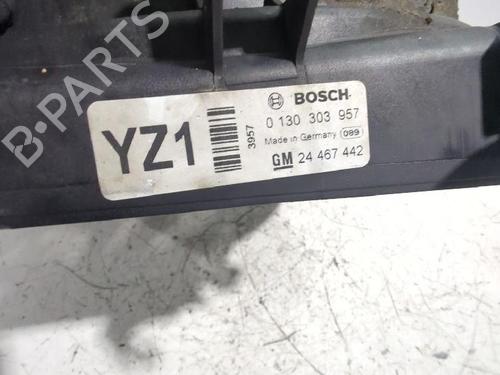 B-PARTS
YZ1
3957
BOSCH
0 130 303 957
Made in Germany 089
GM 24 467 442